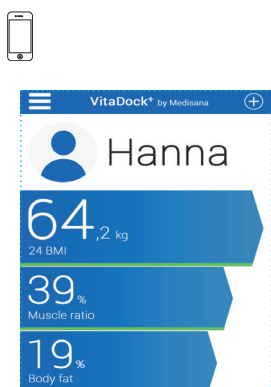 VitaDock+ by Medisana
Hanna
64,2 kg
24 BMI
39%
Muscle ratio
19%
Body fat